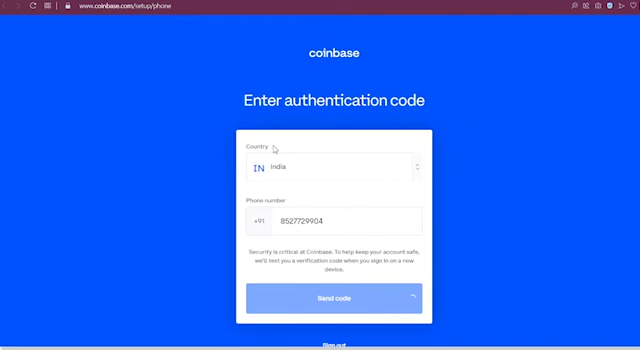 www.coinbase.com/setup/phone
coinbase
Enter authentication code
Country
IN India
Phone number
+91 8527729904
Security is critical at Coinbase. To help keep your account safe,
we'll text you a verification code when you sign in on a new
device.
Send code
Sign out